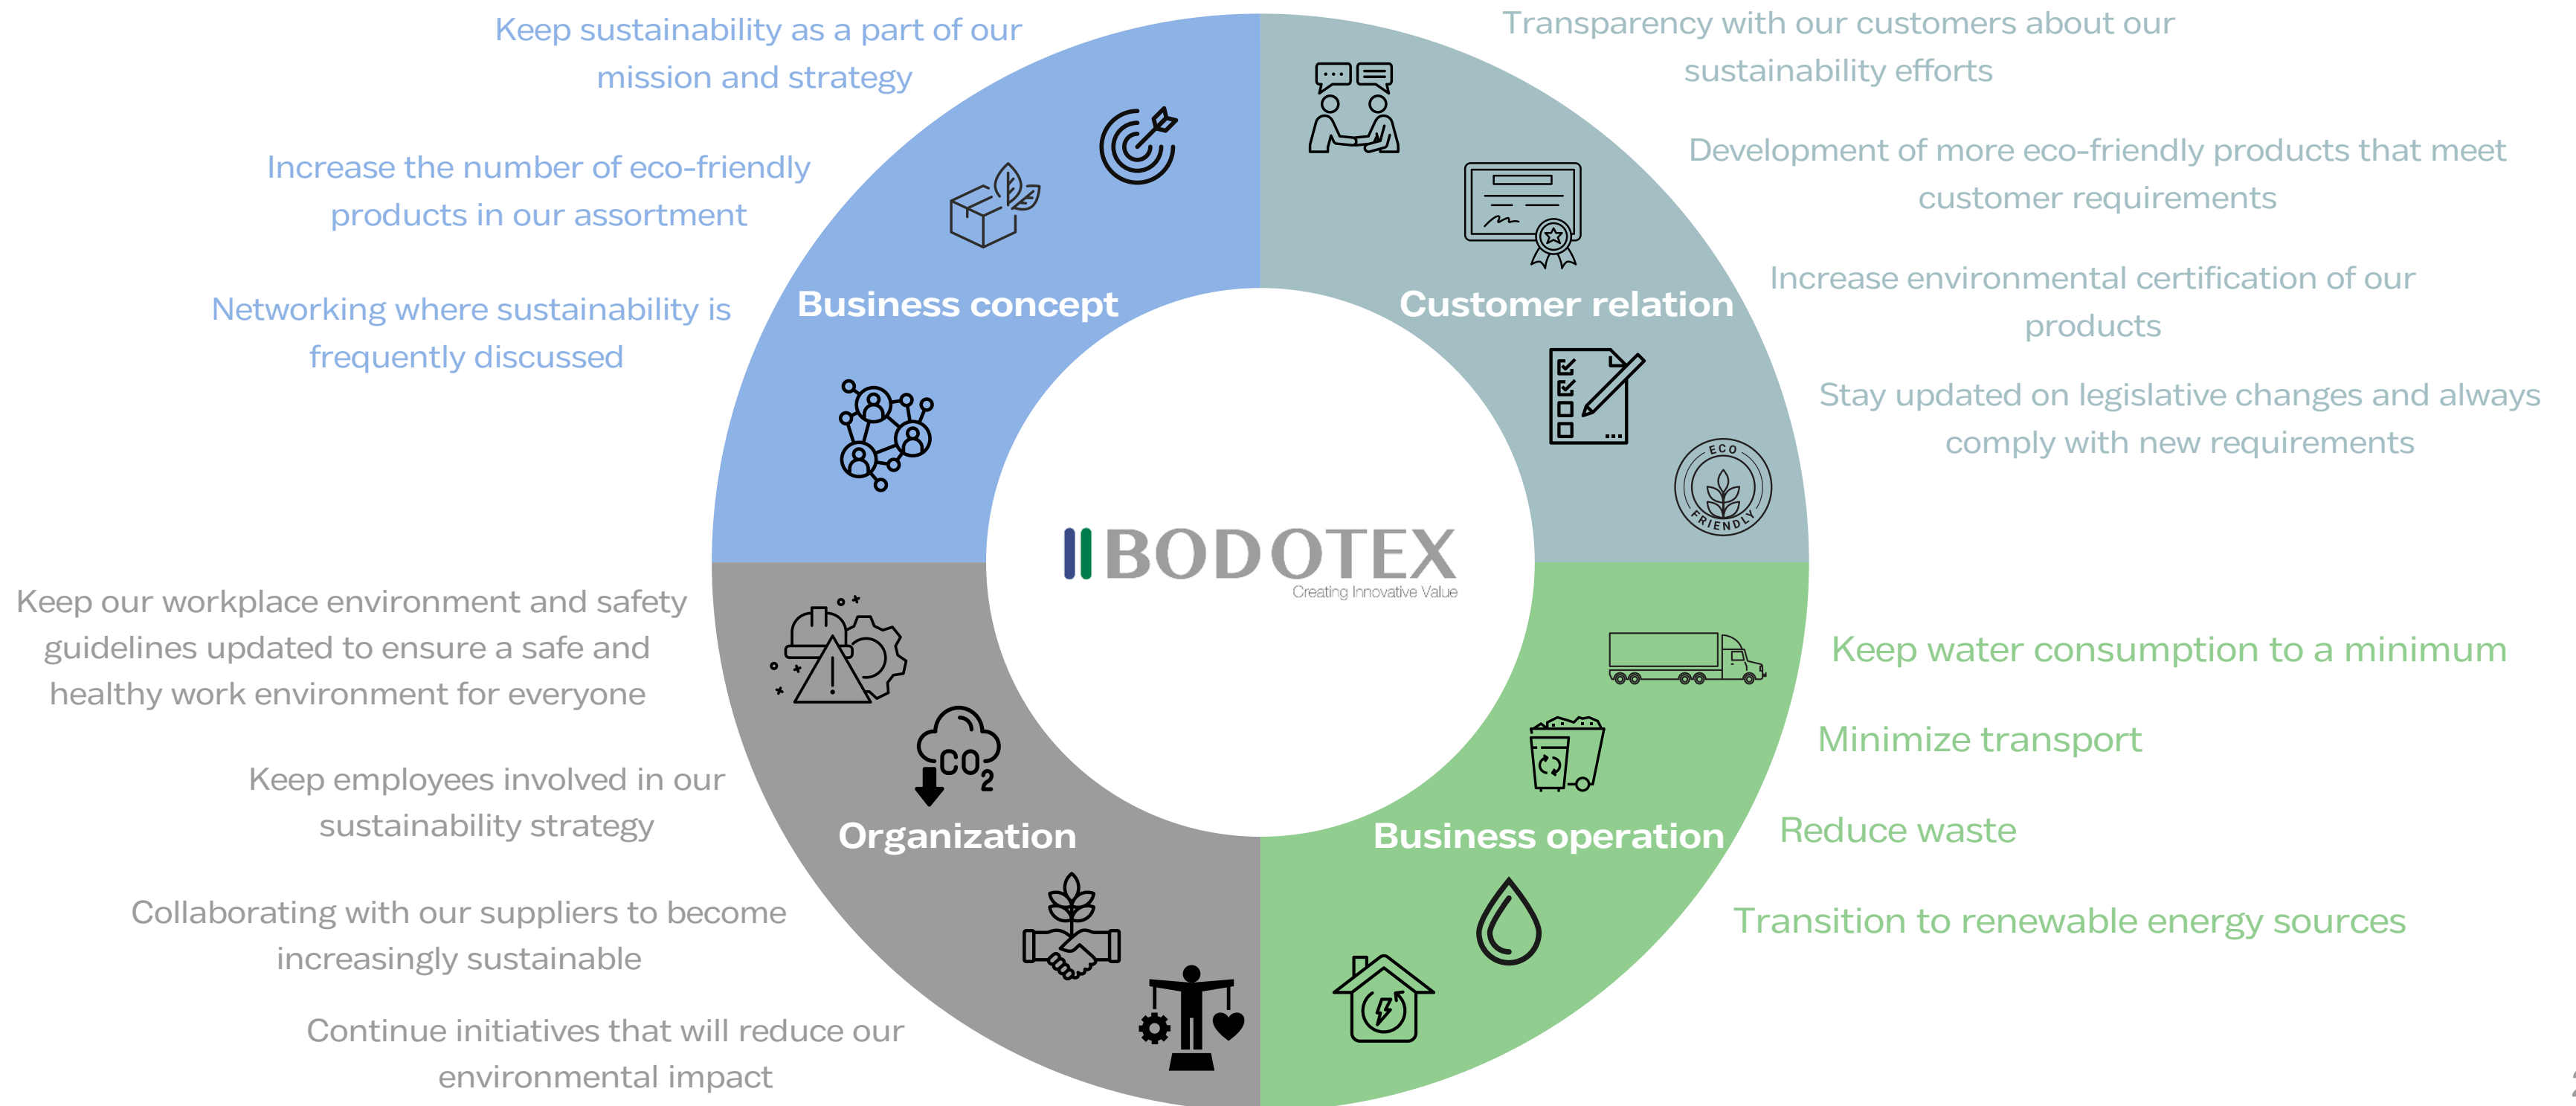 Keep sustainability as a part of our
mission and strategy
Increase the number of eco-friendly
products in our assortment
Networking where sustainability is
frequently discussed
Business concept
Transparency with our customers about our
sustainability efforts
Development of more eco-friendly products that meet
customer requirements
Increase environmental certification of our
products
Stay updated on legislative changes and always
comply with new requirements
Customer relation
ECO
FRIENDLY
BODOTEX
Creating Innovative Value
Keep our workplace environment and safety
guidelines updated to ensure a safe and
healthy work environment for everyone
Keep employees involved in our
sustainability strategy
Collaborating with our suppliers to become
increasingly sustainable
Continue initiatives that will reduce our
environmental impact
CO2
Organization
Keep water consumption to a minimum
Minimize transport
Reduce waste
Transition to renewable energy sources
Business operation